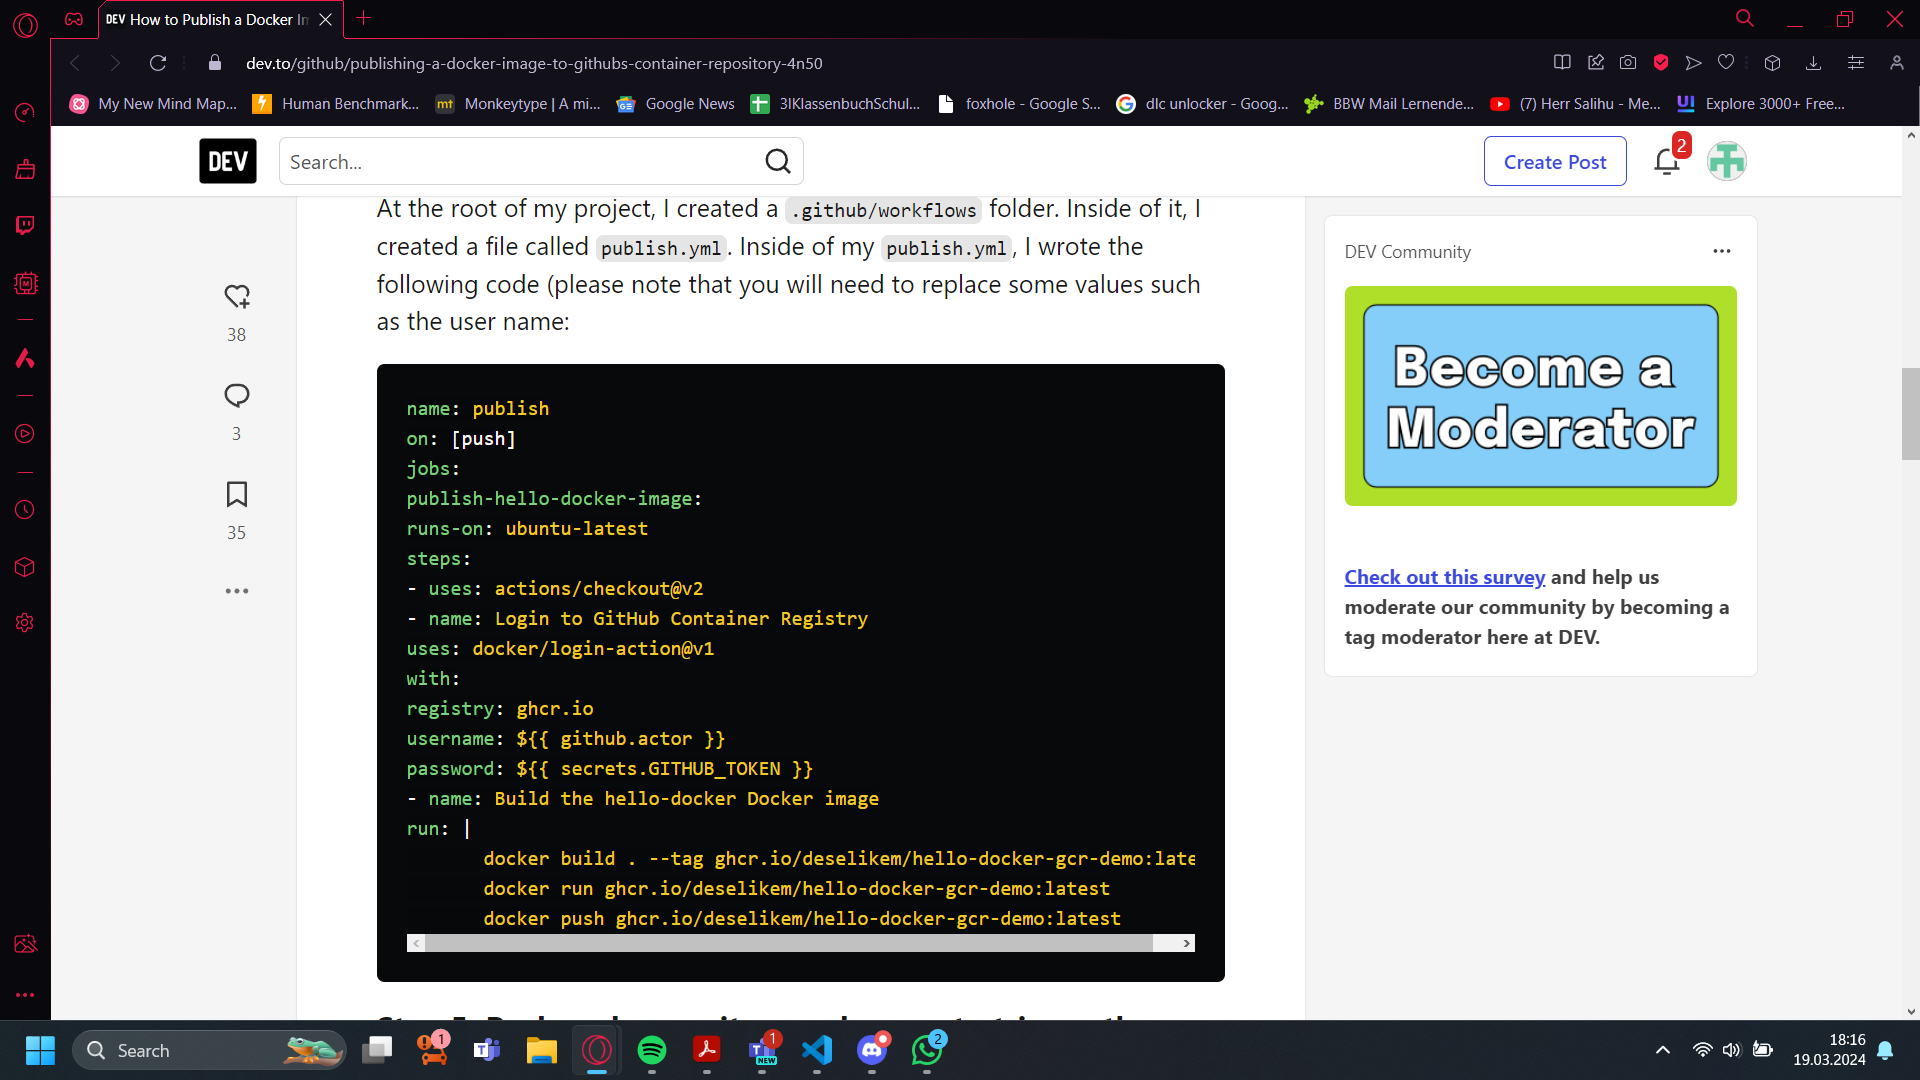 DEV How to Publish a Docker Im
dev.to/github/publishing-a-docker-image-to-githubs-container-repository-4n50
My New Mind Map...
Human Benchmark...
mt Monkeytype | A mi...
Google News
3IKlassenbuchSchul...
foxhole - Google S...
dlc unlocker - Goog...
BBW Mail Lernende...
(7) Herr Salihu - Me...
UI Explore 3000+ Free...
DEV
Search...
Create Post
2
At the root of my project, I created a .github/workflows folder. Inside of it, I
created a file called publish.yml. Inside of my publish.yml, I wrote the
following code (please note that you will need to replace some values such
as the user name:
38
3
35
name: publish
on: [push]
jobs:
publish-hello-docker-image:
runs-on: ubuntu-latest
steps:
- uses: actions/checkout@v2
- name: Login to GitHub Container Registry
uses: docker/login-action@v1
with:
registry: ghcr.io
username: ${{ github.actor }}
password: ${{ secrets.GITHUB_TOKEN }}
- name: Build the hello-docker Docker image
run: |
docker build . --tag ghcr.io/deselikem/hello-docker-gcr-demo:late
docker run ghcr.io/deselikem/hello-docker-gcr-demo:latest
docker push ghcr.io/deselikem/hello-docker-gcr-demo:latest
DEV Community
Become a
Moderator
Check out this survey and help us
moderate our community by becoming a
tag moderator here at DEV.
Search
1
1
NEW
2
18:16
19.03.2024